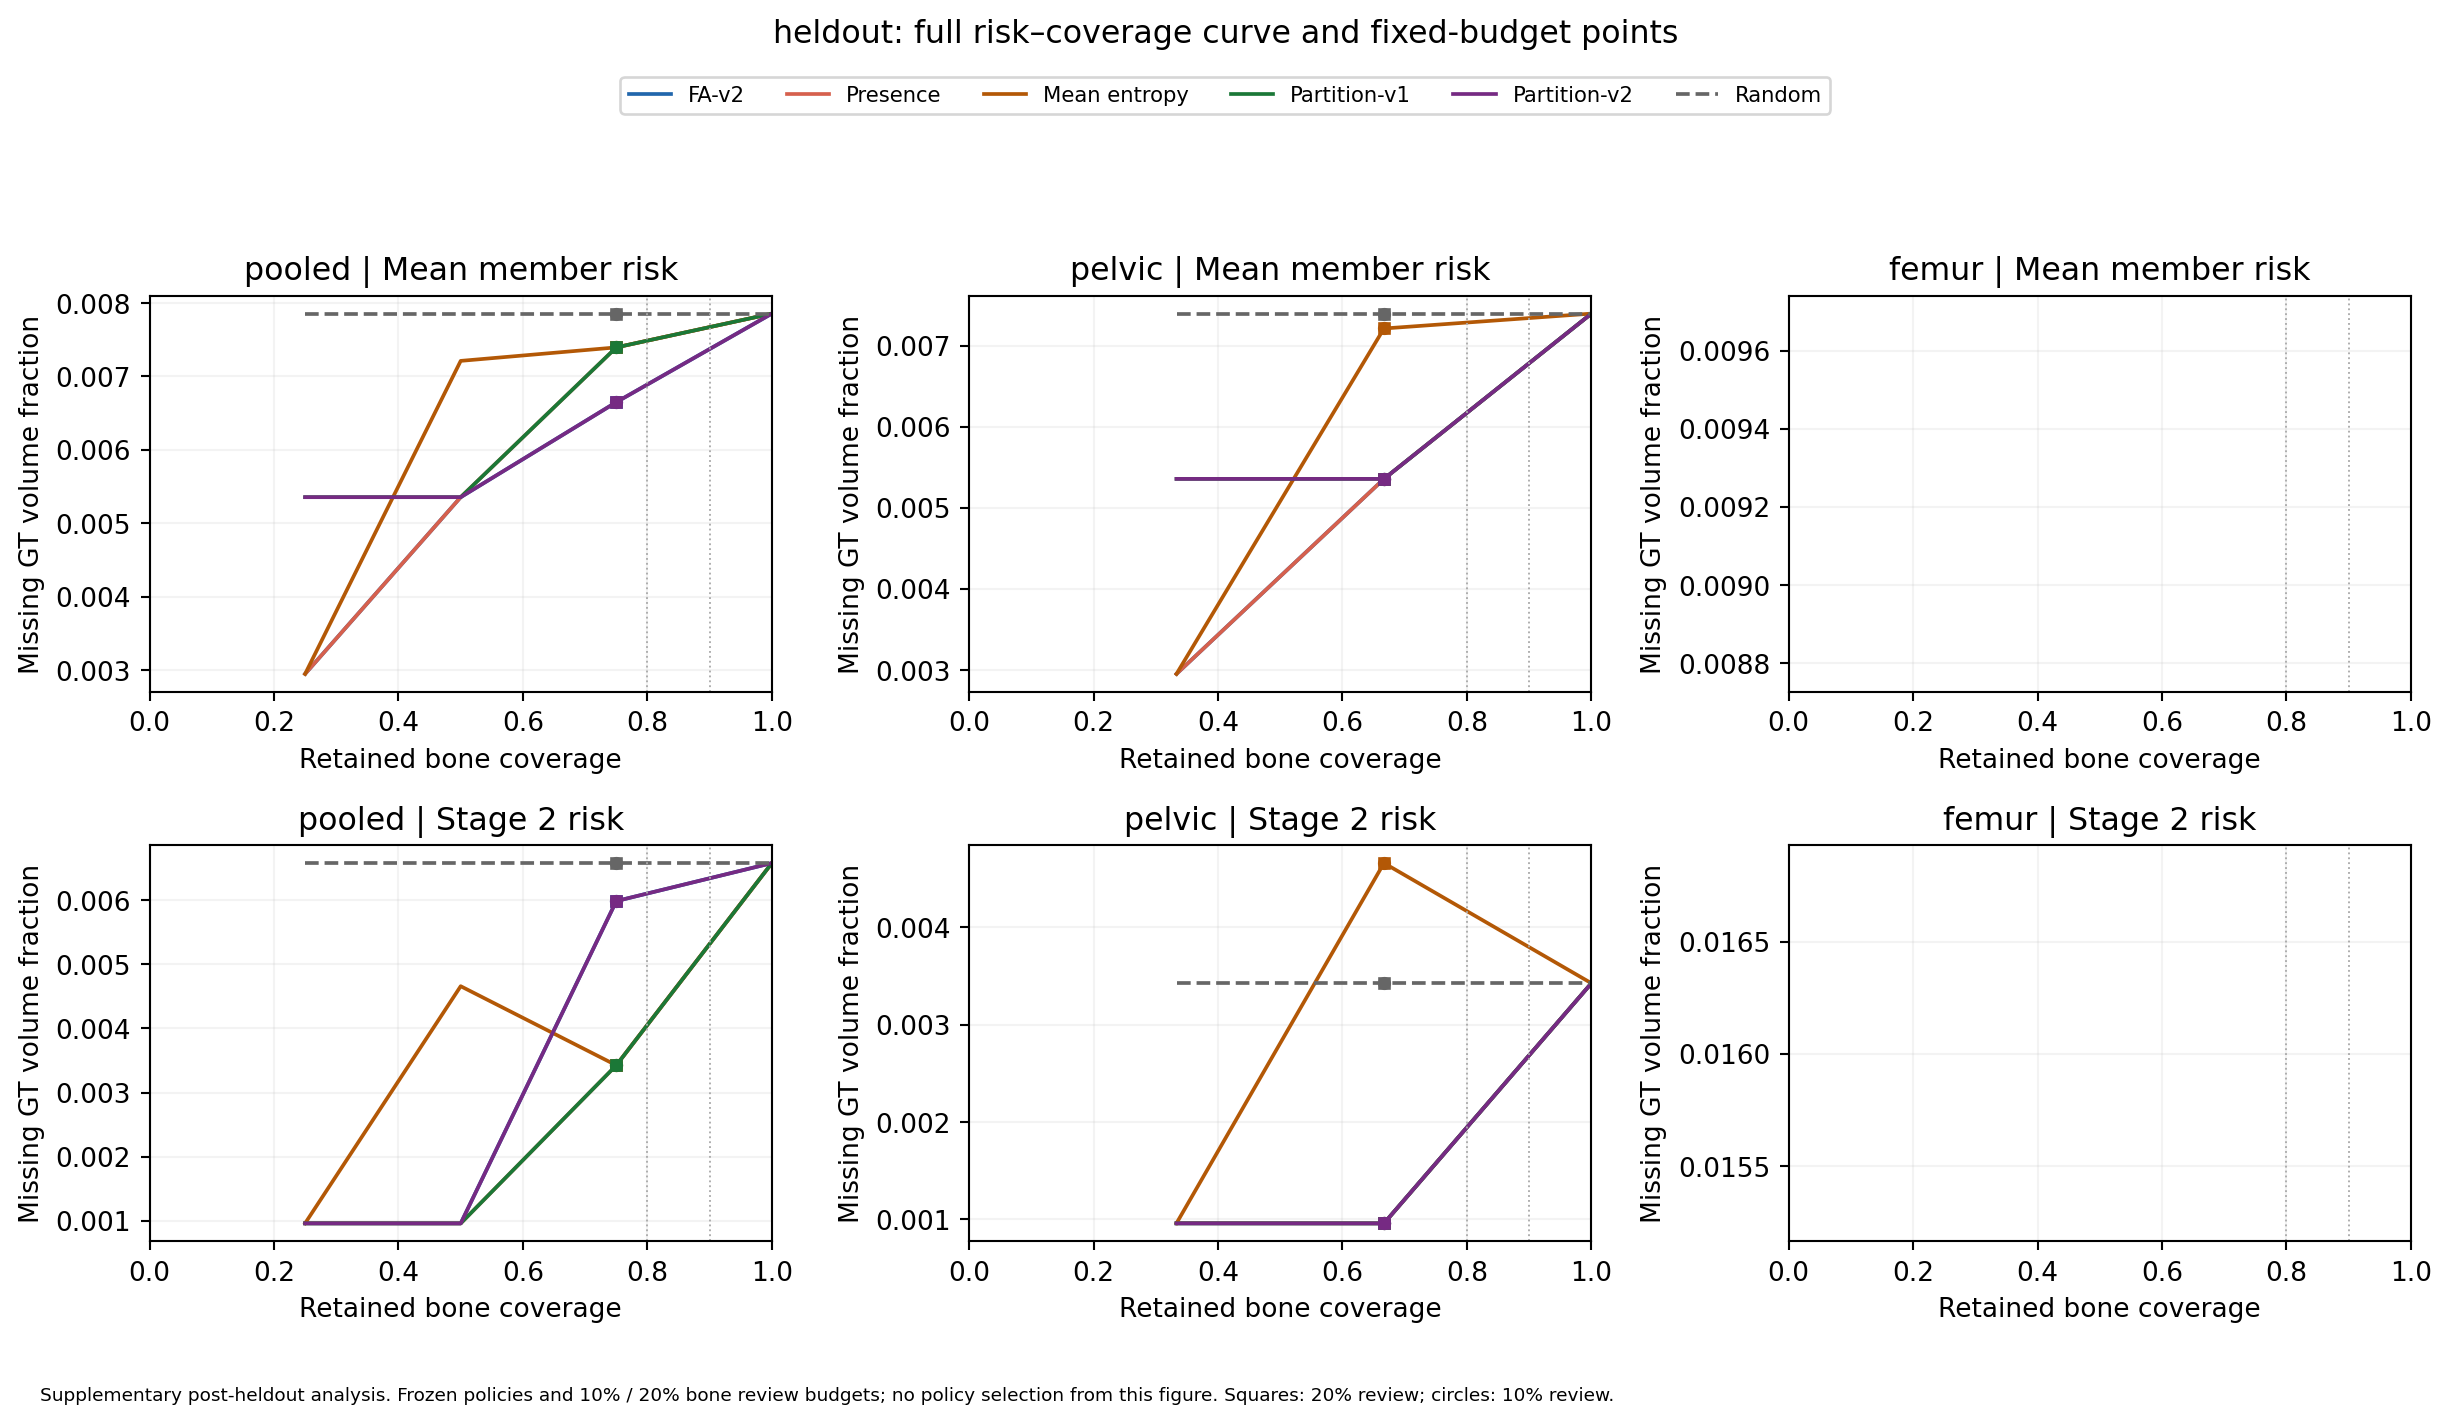 heldout: full risk–coverage curve and fixed-budget points
FA-v2 Presence Mean entropy Partition-v1 Partition-v2 Random
pooled | Mean member risk
Missing GT volume fraction
0.008
0.007
0.006
0.005
0.004
0.003
0.0 0.2 0.4 0.6 0.8 1.0
Retained bone coverage
pelvic | Mean member risk
Missing GT volume fraction
0.007
0.006
0.005
0.004
0.003
0.0 0.2 0.4 0.6 0.8 1.0
Retained bone coverage
femur | Mean member risk
Missing GT volume fraction
0.0096
0.0094
0.0092
0.0090
0.0088
0.0 0.2 0.4 0.6 0.8 1.0
Retained bone coverage
pooled | Stage 2 risk
Missing GT volume fraction
0.006
0.005
0.004
0.003
0.002
0.001
0.0 0.2 0.4 0.6 0.8 1.0
Retained bone coverage
pelvic | Stage 2 risk
Missing GT volume fraction
0.004
0.003
0.002
0.001
0.0 0.2 0.4 0.6 0.8 1.0
Retained bone coverage
femur | Stage 2 risk
Missing GT volume fraction
0.0165
0.0160
0.0155
0.0 0.2 0.4 0.6 0.8 1.0
Retained bone coverage
Supplementary post-heldout analysis. Frozen policies and 10% / 20% bone review budgets; no policy selection from this figure. Squares: 20% review; circles: 10% review.